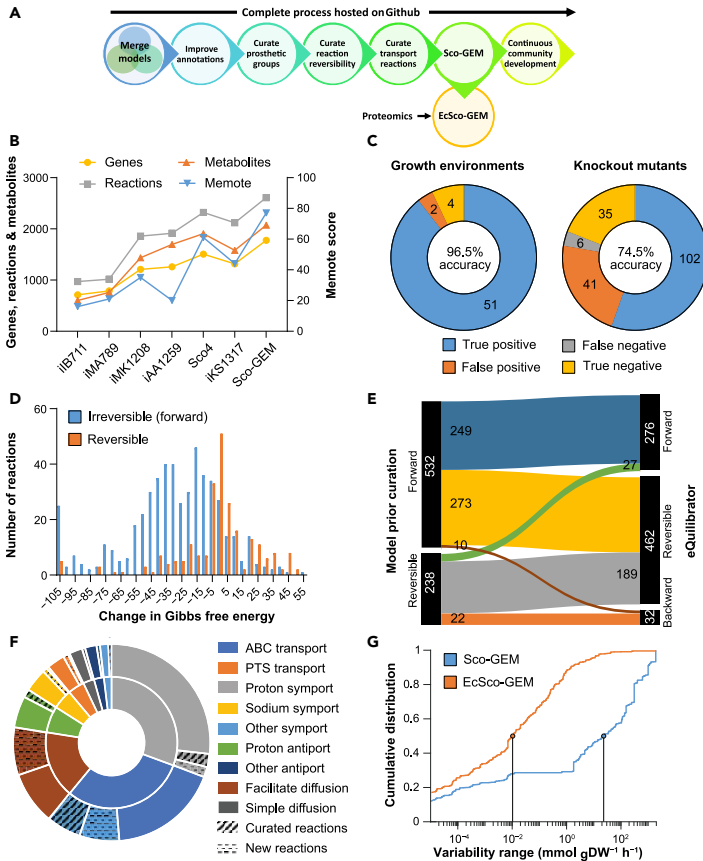 A
Complete process hosted on Github
Merge models
Improve annotations
Curate prosthetic groups
Curate reaction reversibility
Curate transport reactions
Sco-GEM
Continuous community development
Proteomics
EcSco-GEM
B
Genes
Metabolites
Reactions
Memote
Genes, reactions & metabolites
3000
2000
1000
0
100
80
60
40
20
0
Memote score
iIB711
iMA789
iMK1208
iAA1259
Sco4
iKS1317
Sco-GEM
C
Growth environments
Knockout mutants
2
4
96.5% accuracy
51
35
6
41
102
74.5% accuracy
True positive
False negative
False positive
True negative
D
Number of reactions
60
40
20
0
Irreversible (forward)
Reversible
−105
−95
−85
−75
−65
−55
−45
−35
−25
−15
−5
5
15
25
35
45
55
Change in Gibbs free energy
E
Model prior curation
Forward
532
Reversible
238
249
273
10
22
27
189
276
Forward
462
Reversible
32
Backward
eQuilibrator
F
ABC transport
PTS transport
Proton symport
Sodium symport
Other symport
Proton antiport
Other antiport
Facilitate diffusion
Simple diffusion
Curated reactions
New reactions
G
Sco-GEM
EcSco-GEM
Cumulative distribution
1
0.8
0,6
0,4
0.2
0
10⁻⁴
10⁻²
10⁰
10²
Variability range (mmol gDW⁻¹ h⁻¹)